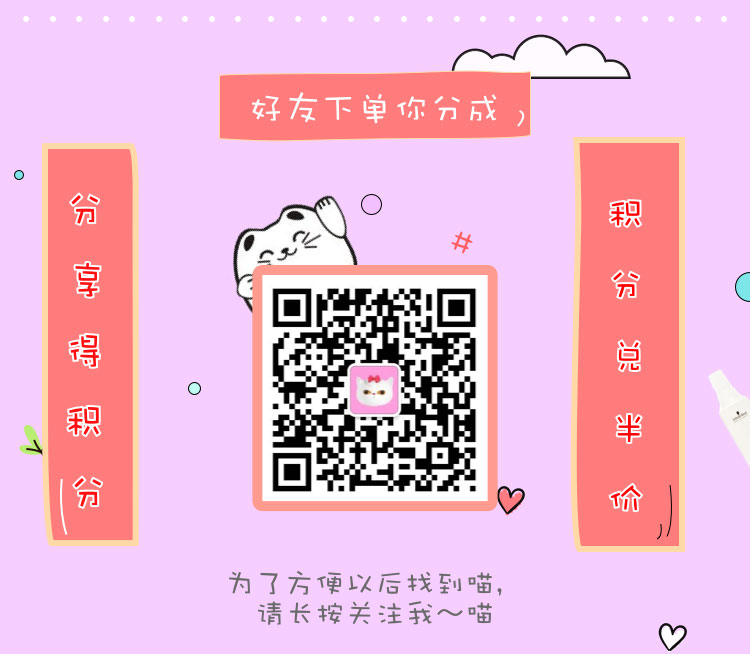 好友下单你分成，
分享得积分
积分兑半价
为了方便以后找到喵，
请长按关注我～喵